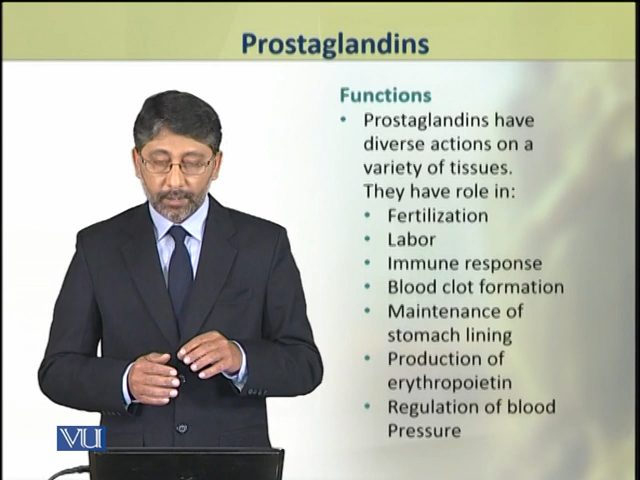 Prostaglandins
Functions
• Prostaglandins have
diverse actions on a
variety of tissues.
They have role in:
• Fertilization
• Labor
• Immune response
• Blood clot formation
• Maintenance of
stomach lining
• Production of
erythropoietin
• Regulation of blood
Pressure
VU